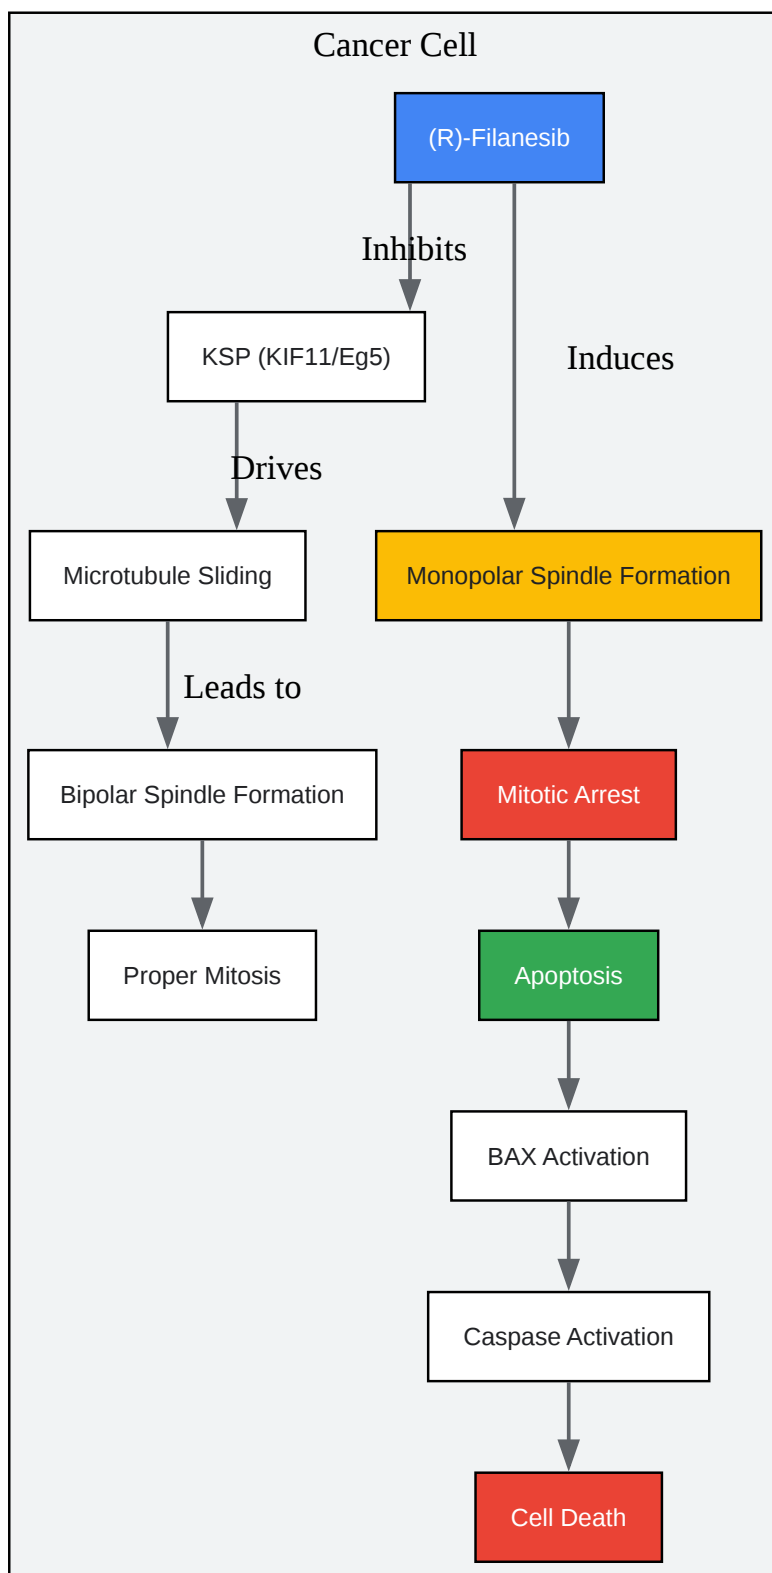 Cancer Cell
(R)-Filanesib
Inhibits
KSP (KIF11/Eg5)
Induces
Drives
Microtubule Sliding
Monopolar Spindle Formation
Leads to
Bipolar Spindle Formation
Mitotic Arrest
Proper Mitosis
Apoptosis
BAX Activation
Caspase Activation
Cell Death